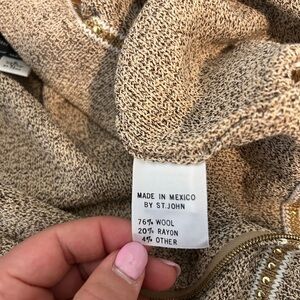 MADE IN MEXICO
BY ST. JOHN
76% WOOL
20% RAYON
4% OTHER